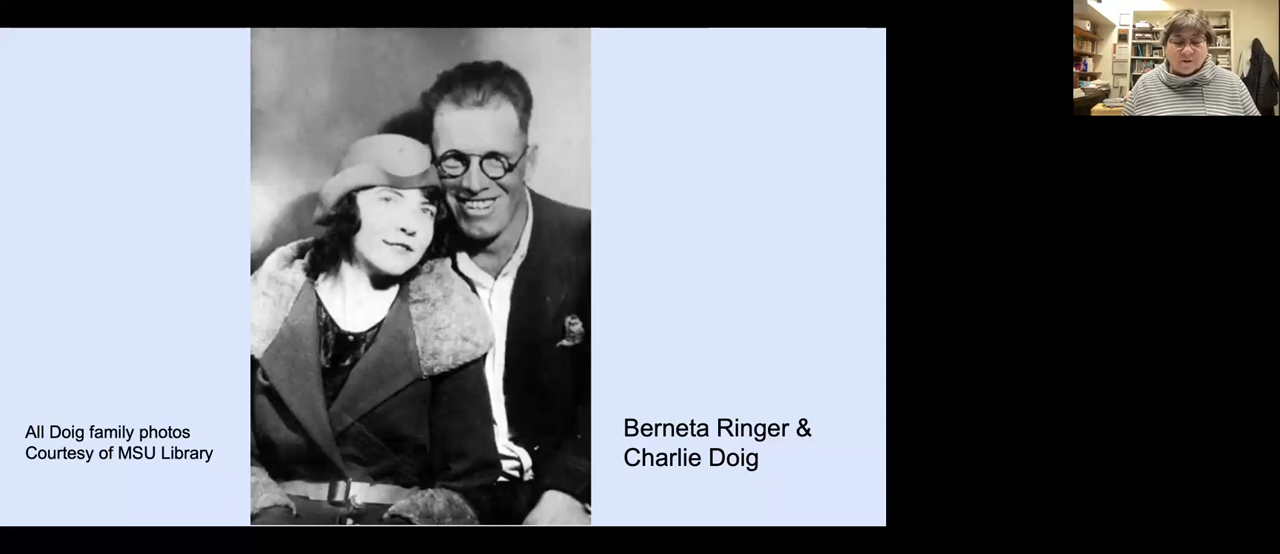 All Doig family photos
Courtesy of MSU Library
Berneta Ringer &
Charlie Doig